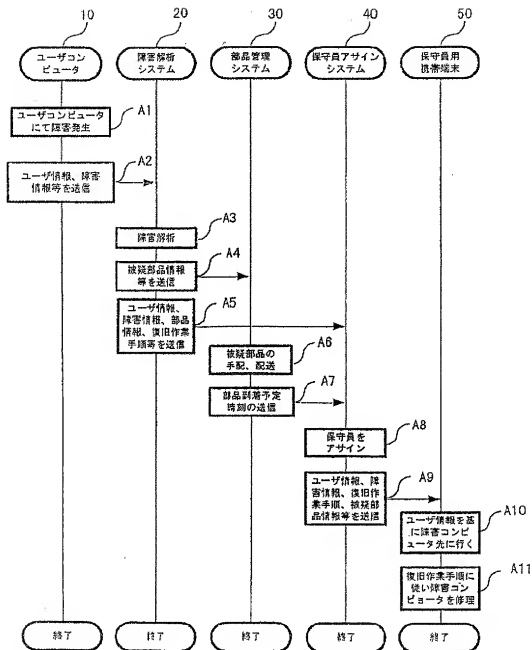 10
20
30
40
50
ユーザコン
ピュータ
障害解析
システム
部品管理
システム
保守員アサイン
システム
保守員用
携帯端末
ユーザコンピュータ
にて障害発生
A1
ユーザ情報、障害
情報等を送信
A2
障害解析
A3
被疑部品情報
等を送信
A4
ユーザ情報、
障害情報、部品
情報、復旧作業
手順等を送信
A5
被疑部品の
手配、配送
A6
部品到着予定
時刻の送信
A7
保守員を
アサイン
A8
ユーザ情報、障
害情報、復旧作
業手順、被疑部
品情報等を送信
A9
ユーザ情報を基
に障害コンピュ
ータ先に行く
A10
復旧作業手順に
従い障害コン
ピュータを修理
A11
終了
終了
終了
終了
終了